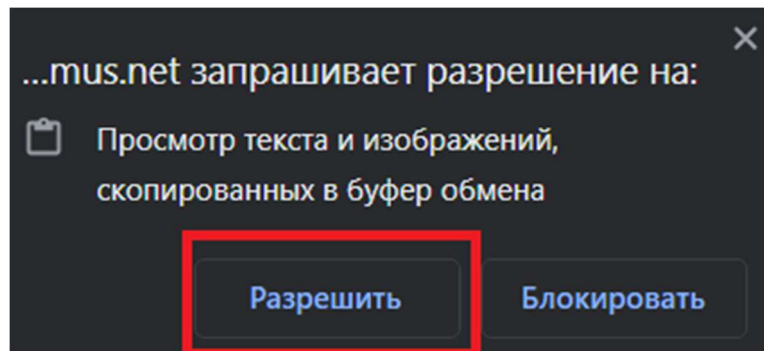 ...mus.net запрашивает разрешение на:
Просмотр текста и изображений,
скопированных в буфер обмена
Разрешить
Блокировать